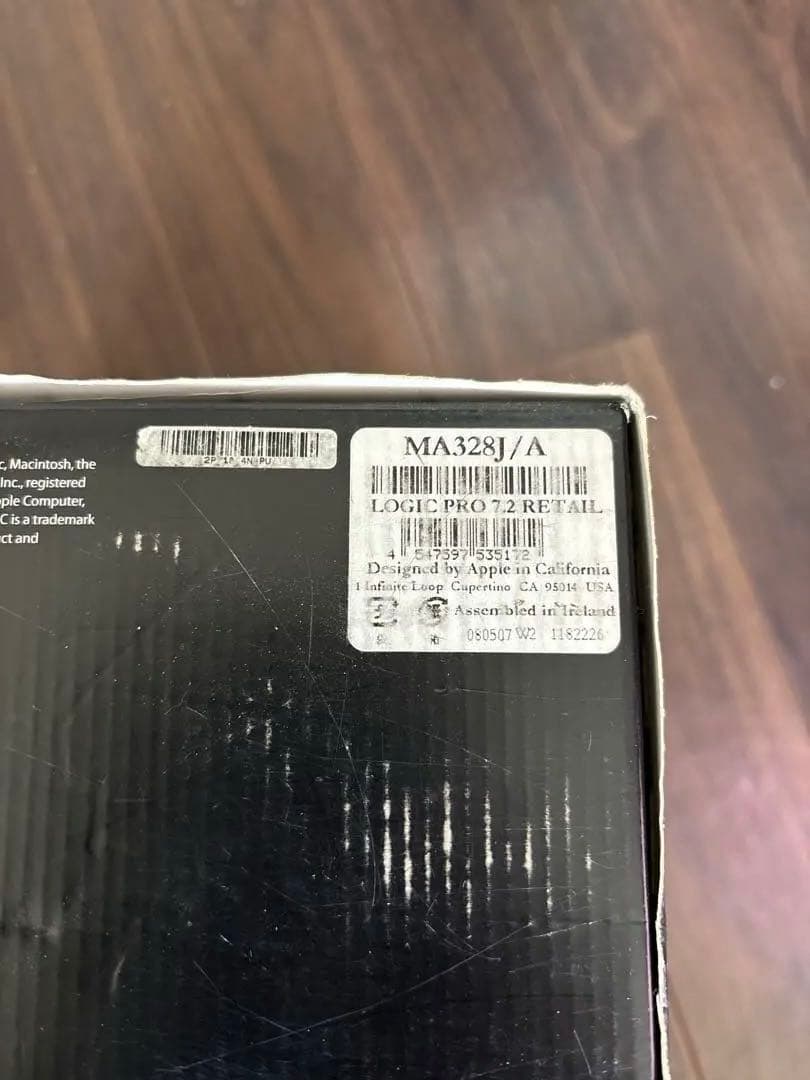 c, Macintosh, the
Inc., registered
ple Computer,
C is a trademark
ct and
MA328J/A
LOGIC PRO 7.2 RETAIL
4 547597 535172
Designed by Apple in California
1 Infinite Loop Cupertino CA 95014 USA
Assembled in Ireland
080507 W2 1182226